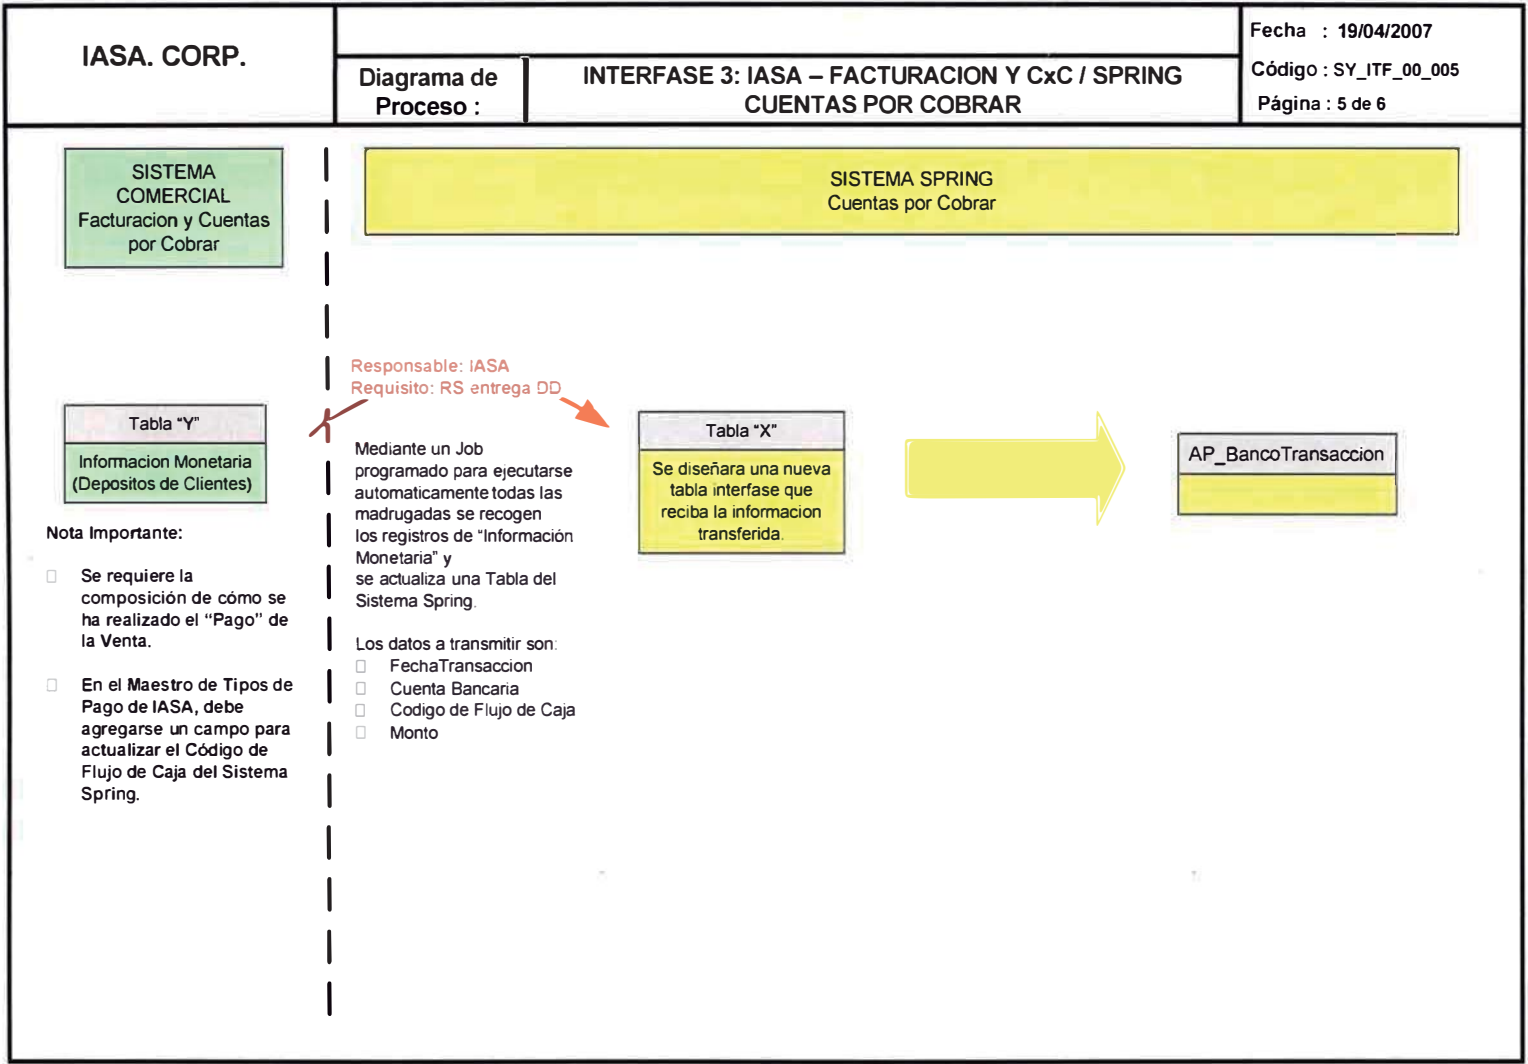 IASA. CORP.
Diagrama de
Proceso :
INTERFASE 3: IASA – FACTURACION Y CxC / SPRING
CUENTAS POR COBRAR
Fecha : 19/04/2007
Código : SY_ITF_00_005
Página : 5 de 6
SISTEMA
COMERCIAL
Facturacion y Cuentas
por Cobrar
SISTEMA SPRING
Cuentas por Cobrar
Responsable: IASA
Requisito: RS entrega DD
Tabla “Y”
Informacion Monetaria
(Depositos de Clientes)
Nota Importante:
Se requiere la
composición de cómo se
ha realizado el “Pago” de
la Venta.
En el Maestro de Tipos de
Pago de IASA, debe
agregarse un campo para
actualizar el Código de
Flujo de Caja del Sistema
Spring.
Mediante un Job
programado para ejecutarse
automaticamente todas las
madrugadas se recogen
los registros de “Información
Monetaria” y
se actualiza una Tabla del
Sistema Spring.
Los datos a transmitir son:
FechaTransaccion
Cuenta Bancaria
Codigo de Flujo de Caja
Monto
Tabla “X”
Se diseñara una nueva
tabla interfase que
reciba la informacion
transferida.
AP_BancoTransaccion